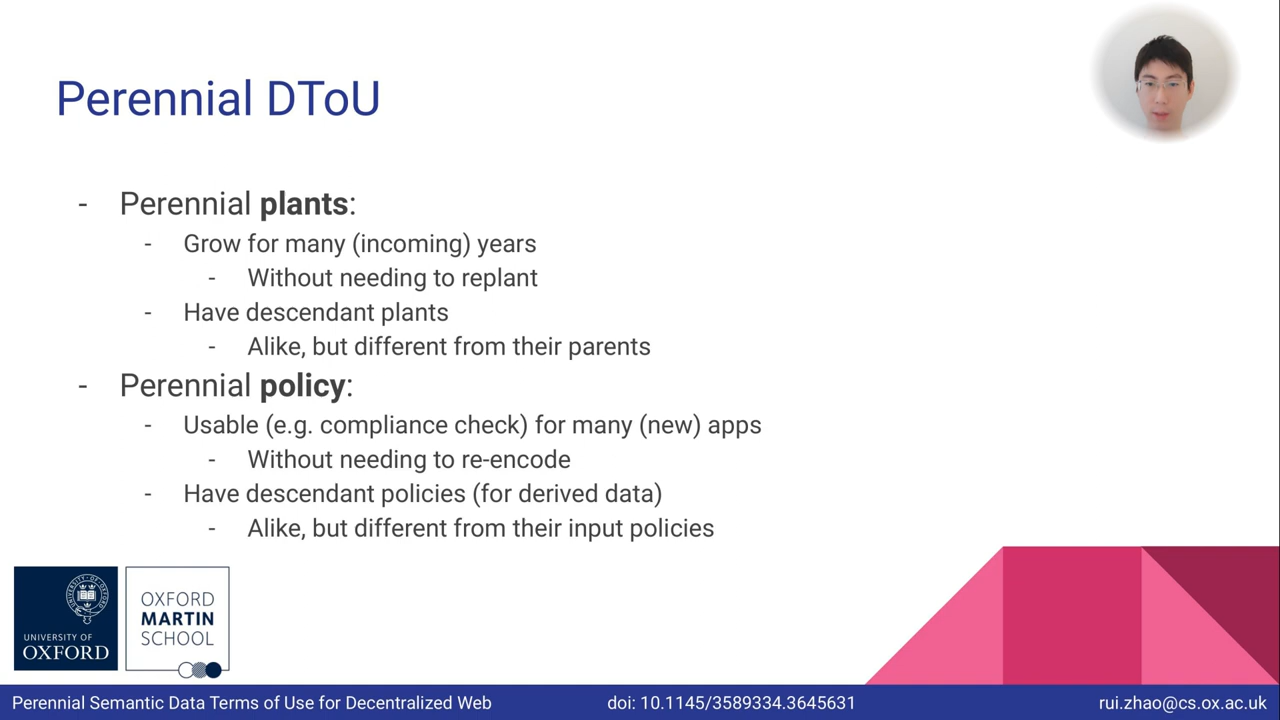 Perennial DToU
- Perennial plants:
- Grow for many (incoming) years
- Without needing to replant
- Have descendant plants
- Alike, but different from their parents
- Perennial policy:
- Usable (e.g. compliance check) for many (new) apps
- Without needing to re-encode
- Have descendant policies (for derived data)
- Alike, but different from their input policies
UNIVERSITY OF
OXFORD
OXFORD
MARTIN
SCHOOL
Perennial Semantic Data Terms of Use for Decentralized Web
doi: 10.1145/3589334.3645631
rui.zhao@cs.ox.ac.uk